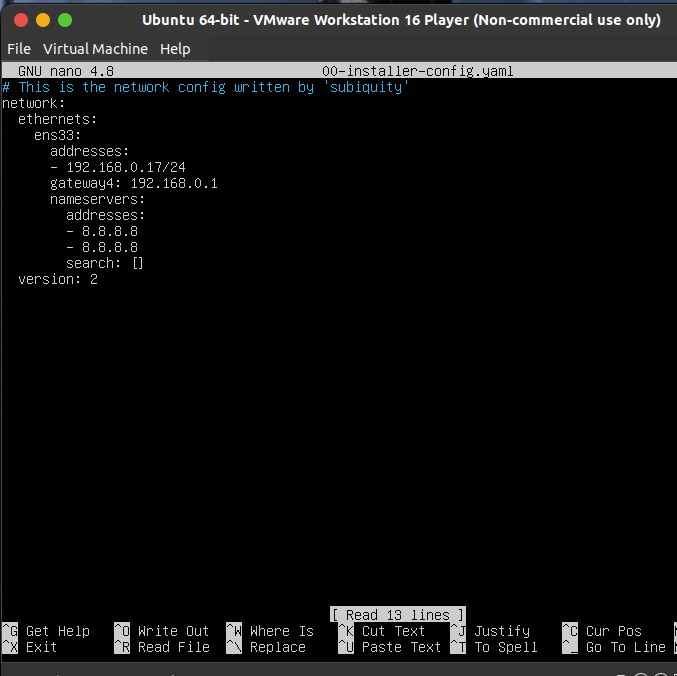 Ubuntu 64-bit - VMware Workstation 16 Player (Non-commercial use only)
File Virtual Machine Help
GNU nano 4.8 00-installer-config.yaml
# This is the network config written by 'subiquity'
network:
  ethernets:
    ens33:
      addresses:
      - 192.168.0.17/24
      gateway4: 192.168.0.1
      nameservers:
        addresses:
        - 8.8.8.8
        - 8.8.8.8
        search: []
  version: 2
[ Read 13 lines ]
^G Get Help ^O Write Out ^W Where Is ^K Cut Text ^J Justify ^C Cur Pos
^X Exit ^R Read File ^\ Replace ^U Paste Text ^T To Spell ^_ Go To Line